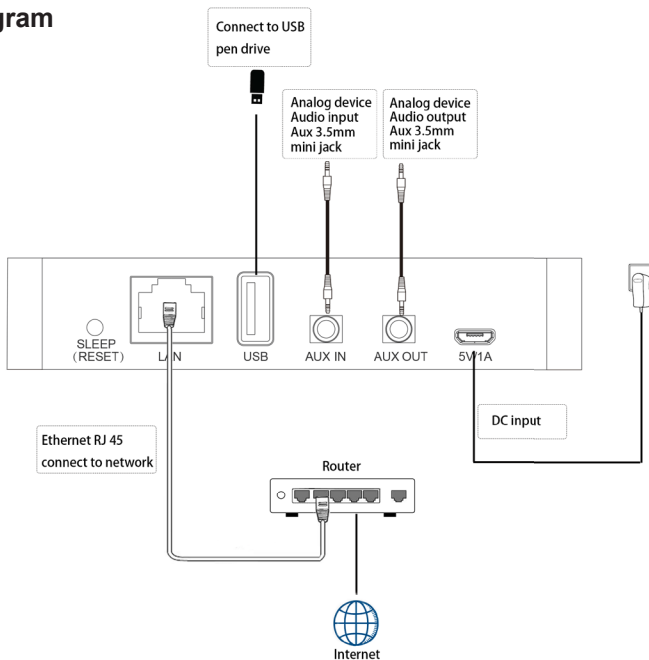 gram
Connect to USB
pen drive
Analog device
Audio input
Aux 3.5mm
mini jack
Analog device
Audio output
Aux 3.5mm
mini jack
SLEEP
(RESET)
LAN
USB
AUX IN
AUX OUT
5V/1A
DC input
Ethernet RJ 45
connect to network
Router
Internet